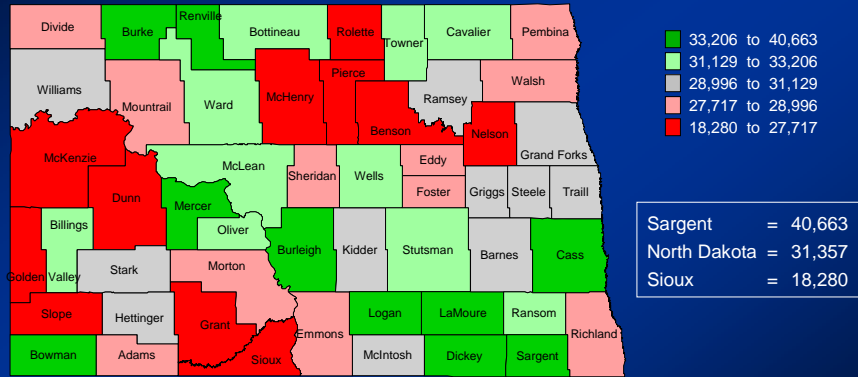 Divide
Burke
Renville
Bottineau
Rolette
Towner
Cavalier
Pembina
Williams
Mountrail
Ward
McHenry
Pierce
Benson
Ramsey
Walsh
Nelson
Grand Forks
McKenzie
Dunn
McLean
Mercer
Oliver
Sheridan
Wells
Eddy
Foster
Griggs
Steele
Traill
Billings
Golden Valley
Stark
Morton
Burleigh
Kidder
Stutsman
Barnes
Cass
Slope
Hettinger
Grant
Emmons
Logan
LaMoure
Ransom
Richland
Bowman
Adams
Sioux
McIntosh
Dickey
Sargent
33,206 to 40,663
31,129 to 33,206
28,996 to 31,129
27,717 to 28,996
18,280 to 27,717
Sargent = 40,663
North Dakota = 31,357
Sioux = 18,280